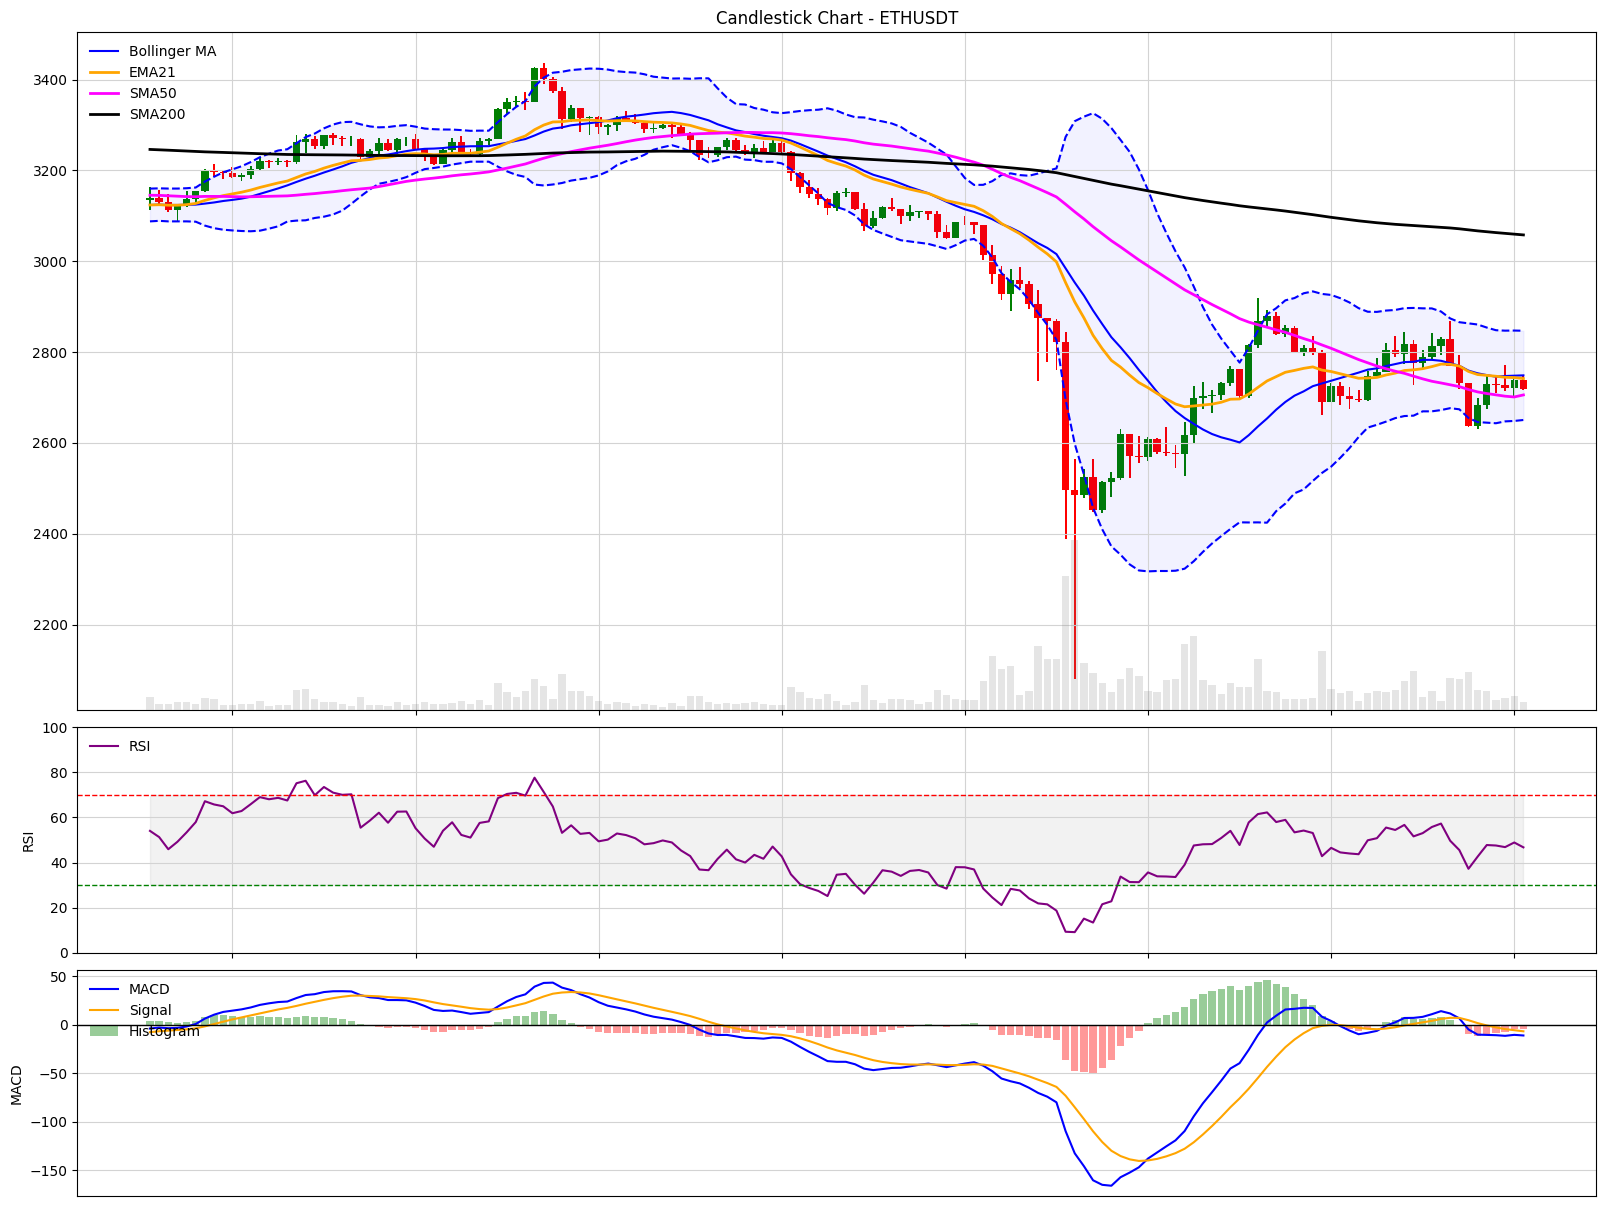 Candlestick Chart - ETHUSDT
Bollinger MA
EMA21
SMA50
SMA200
3400
3200
3000
2800
2600
2400
2200
RSI
100
80
60
40
20
0
RSI
MACD
Signal
Histogram
50
0
−50
−100
−150
MACD